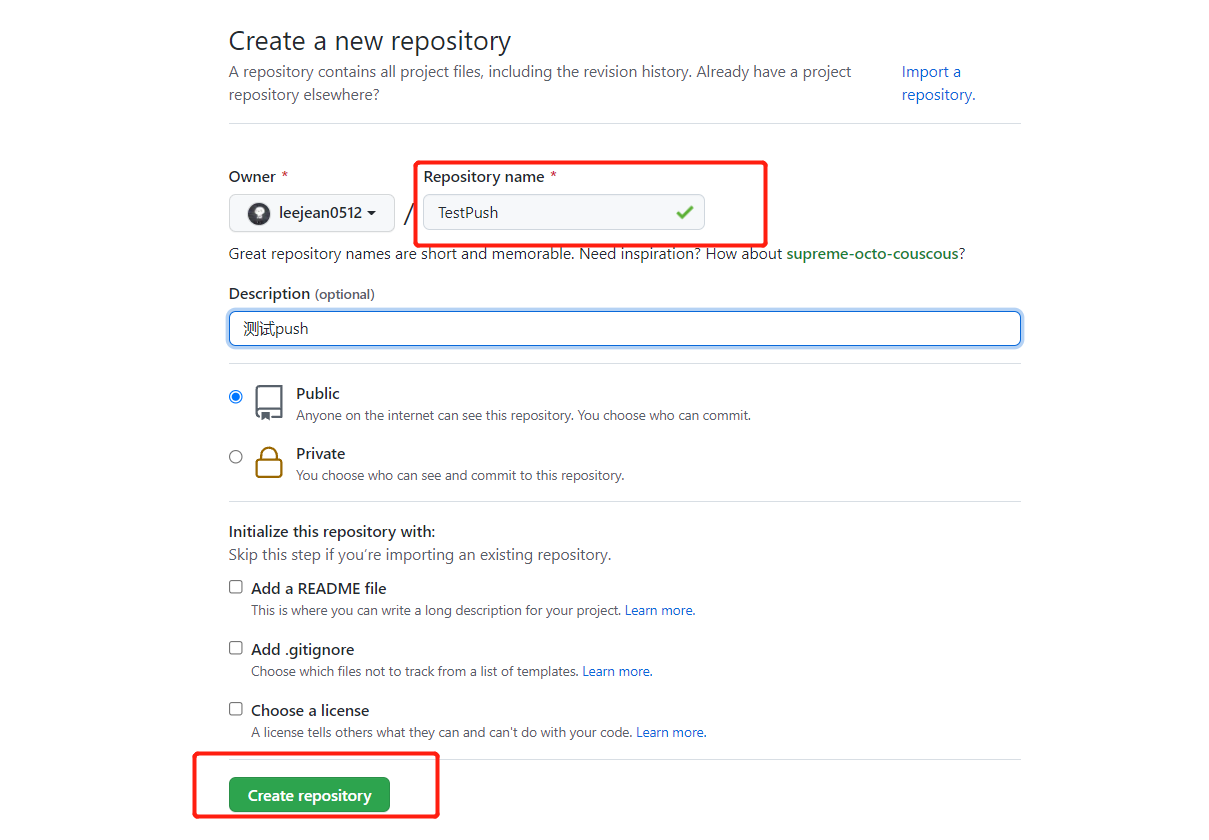 Create a new repository
A repository contains all project files, including the revision history. Already have a project
repository elsewhere?
Import a
repository.
Owner *
Repository name *
leejean0512
/
TestPush
Great repository names are short and memorable. Need inspiration? How about supreme-octo-couscous?
Description (optional)
测试push
Public
Anyone on the internet can see this repository. You choose who can commit.
Private
You choose who can see and commit to this repository.
Initialize this repository with:
Skip this step if you're importing an existing repository.
Add a README file
This is where you can write a long description for your project. Learn more.
Add .gitignore
Choose which files not to track from a list of templates. Learn more.
Choose a license
A license tells others what they can and can't do with your code. Learn more.
Create repository